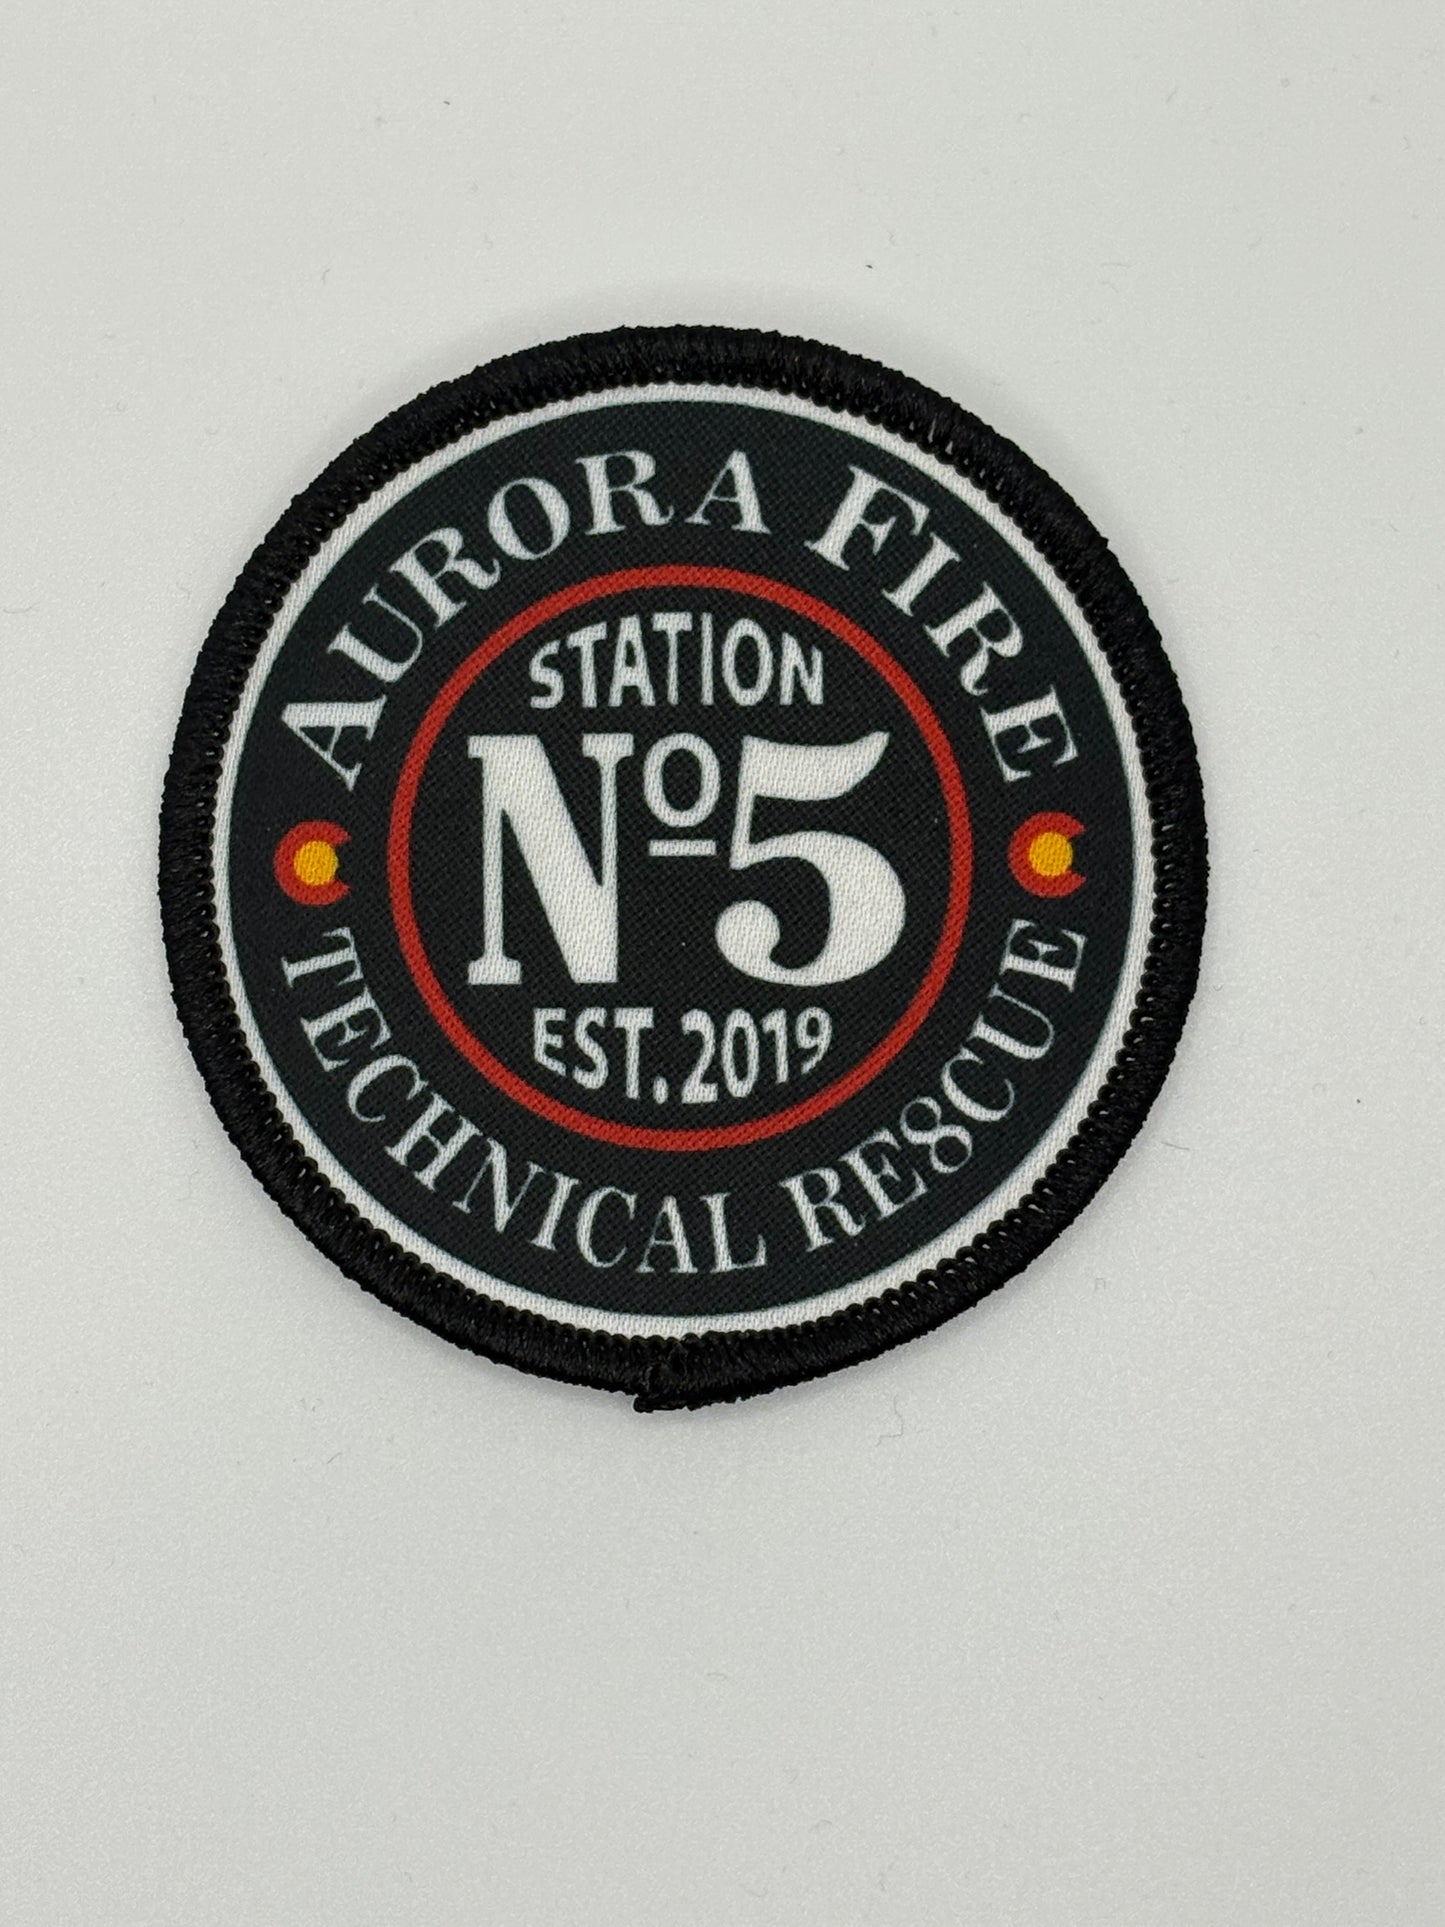 AURORA FIRE
STATION
Nº5
EST. 2019
TECHNICAL RE8CUE